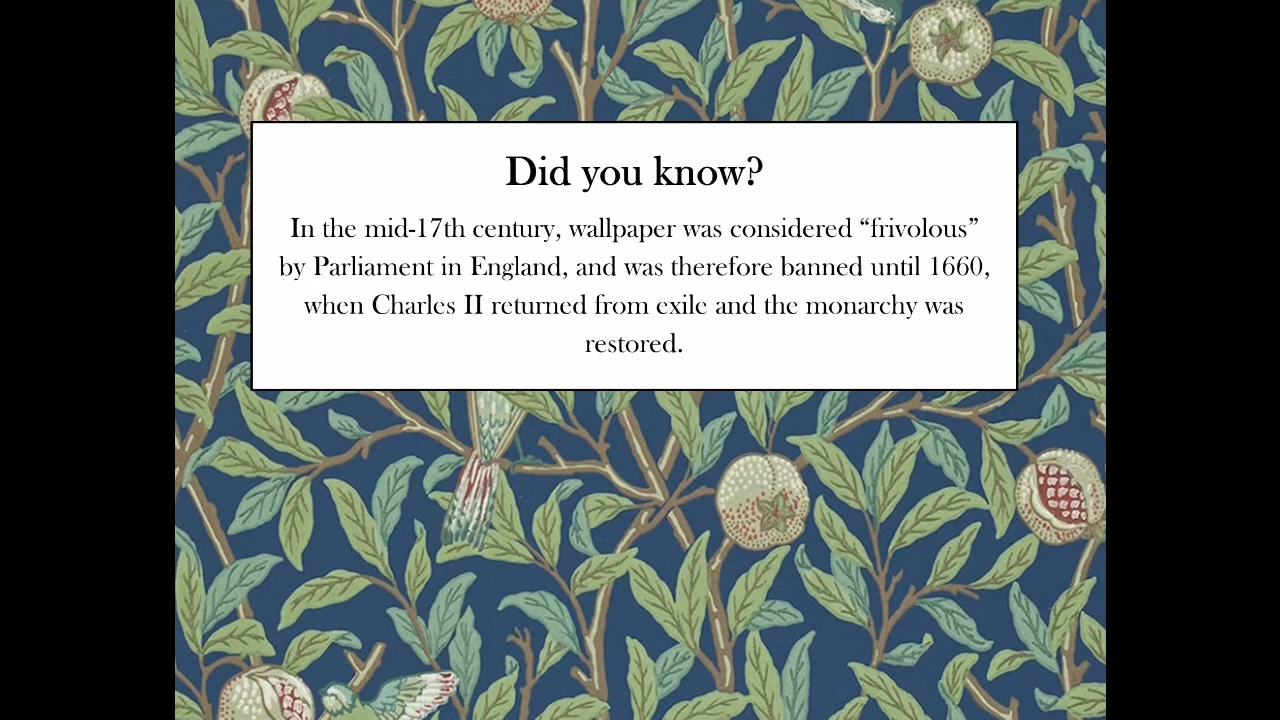 Did you know?
In the mid-17th century, wallpaper was considered “frivolous”
by Parliament in England, and was therefore banned until 1660,
when Charles II returned from exile and the monarchy was
restored.